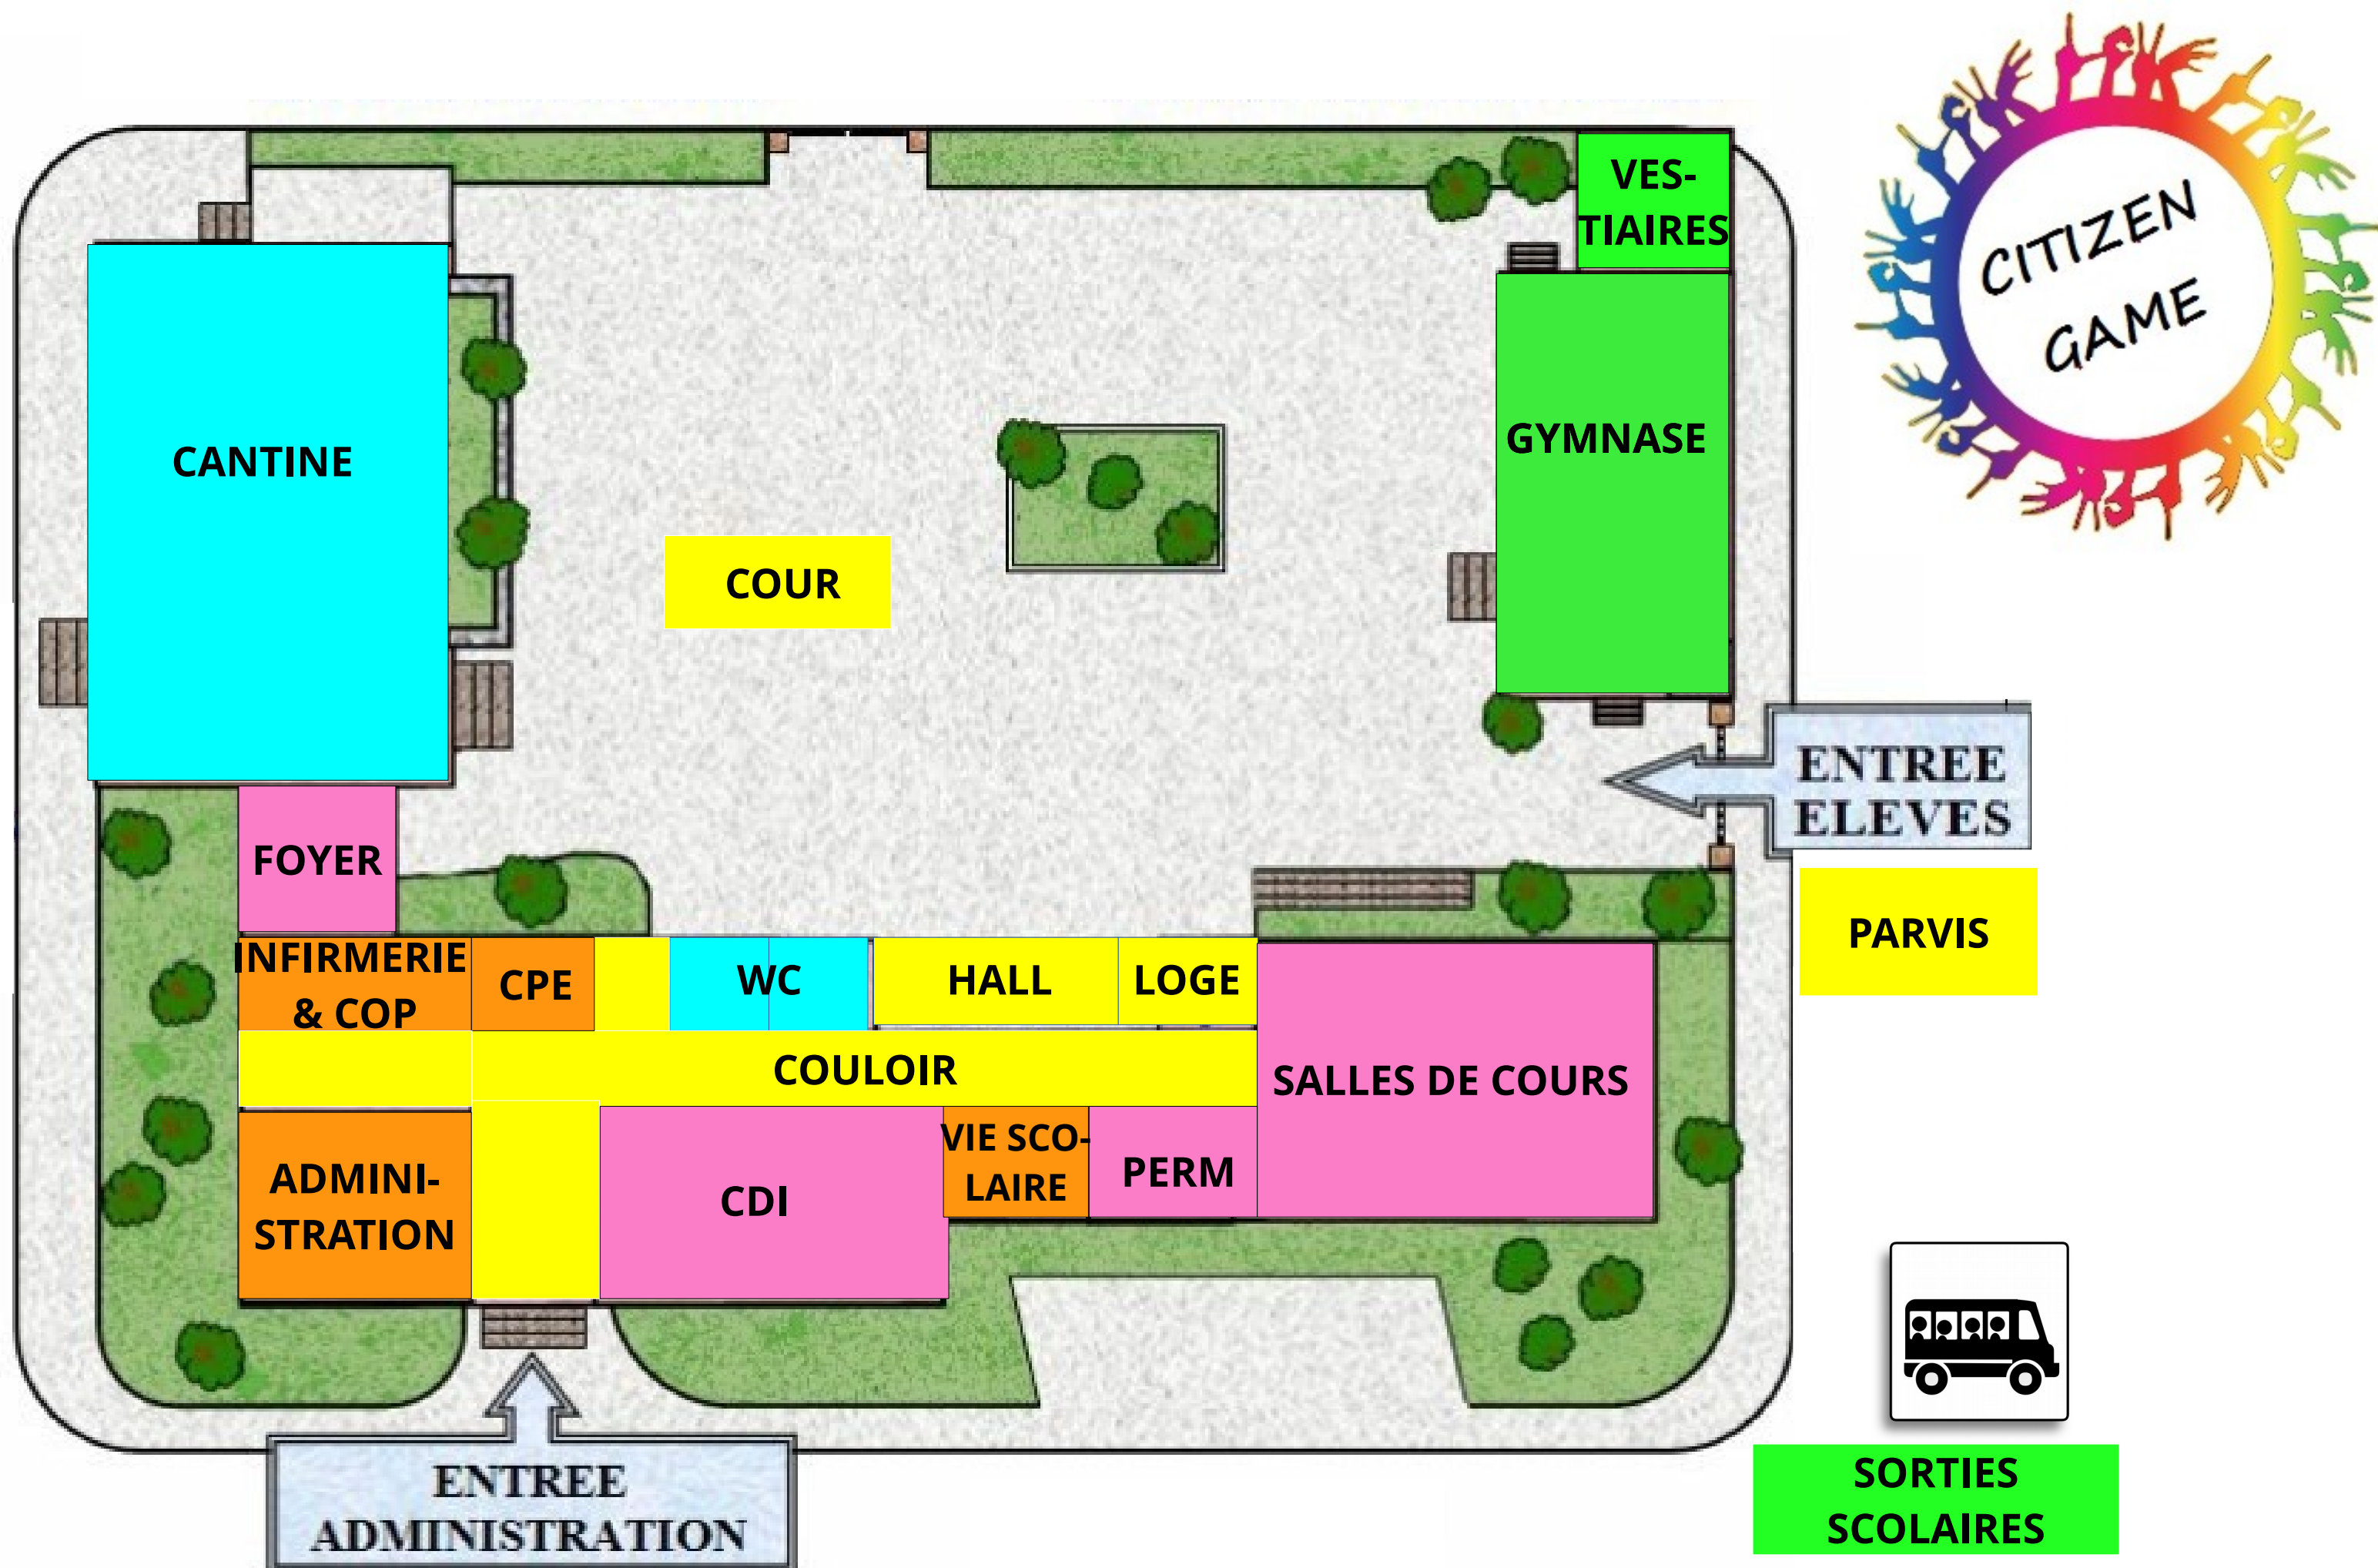 CITIZEN
GAME
VES-
TIAIRES
CANTINE
GYMNASE
COUR
ENTREE
ELEVES
FOYER
PARVIS
INFIRMERIE
& COP
CPE
WC
HALL
LOGE
COULOIR
SALLES DE COURS
ADMINI-
STRATION
CDI
VIE SCO-
LAIRE
PERM
ENTREE
ADMINISTRATION
SORTIES
SCOLAIRES